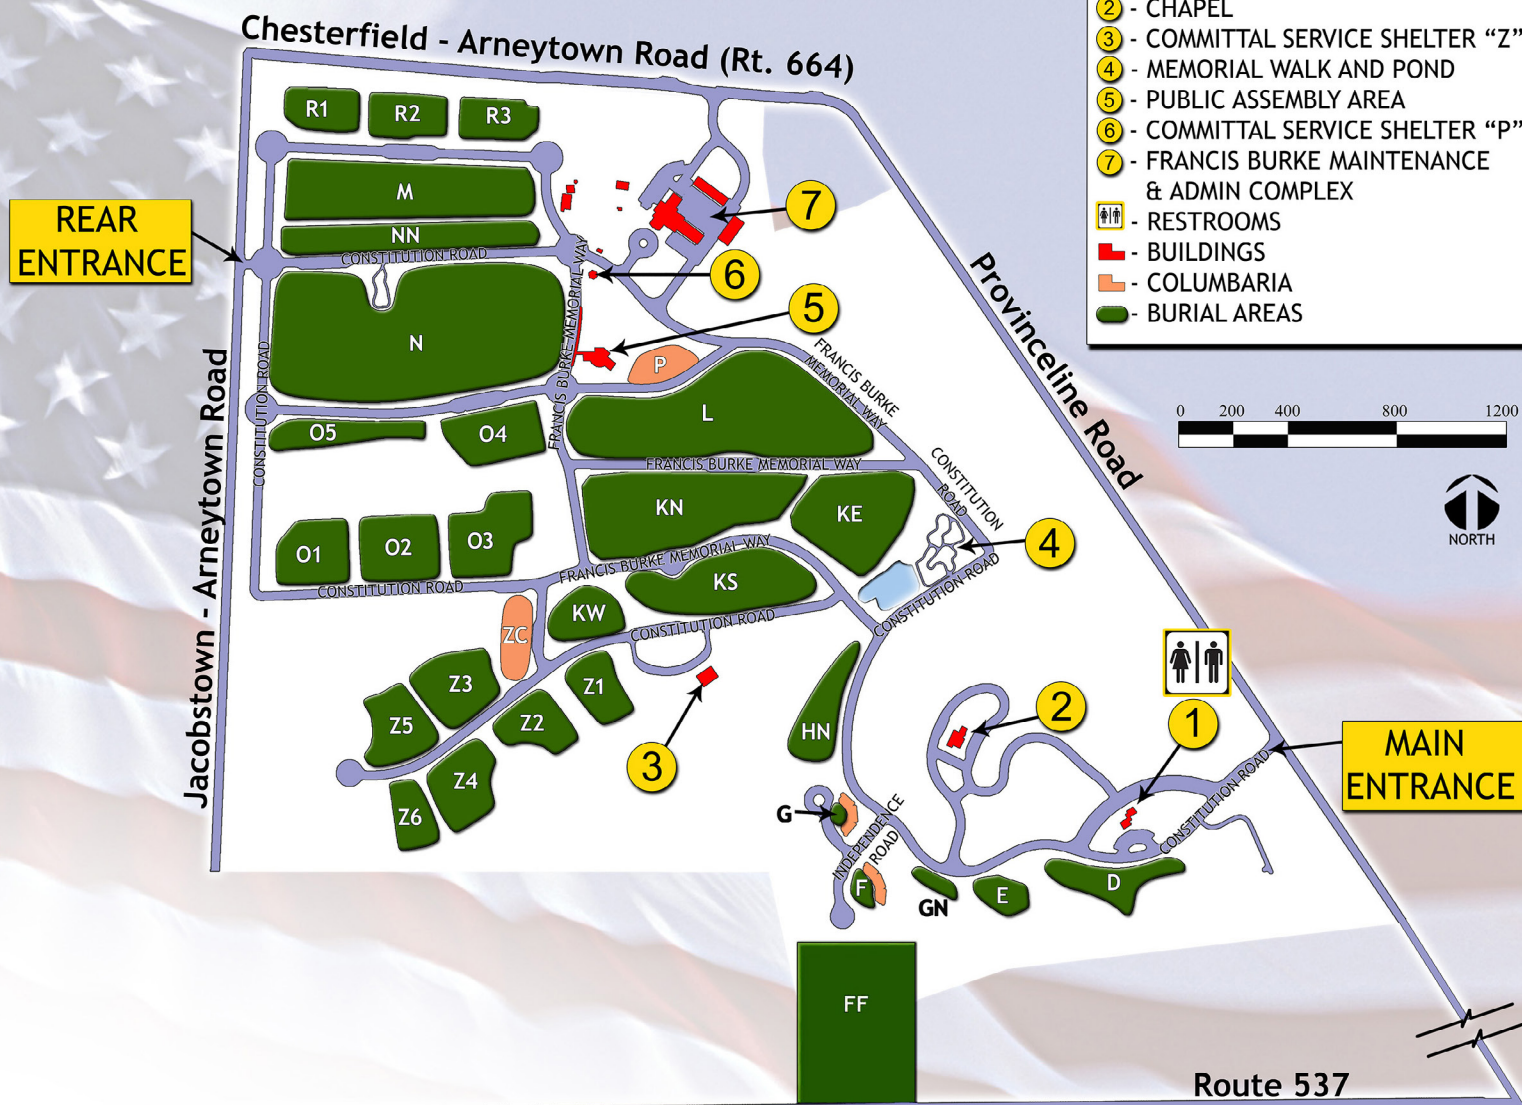 Chesterfield - Arneytown Road (Rt. 664)
2 - CHAPEL
3 - COMMITTAL SERVICE SHELTER “Z”
4 - MEMORIAL WALK AND POND
5 - PUBLIC ASSEMBLY AREA
6 - COMMITTAL SERVICE SHELTER “P”
7 - FRANCIS BURKE MAINTENANCE
& ADMIN COMPLEX
- RESTROOMS
- BUILDINGS
- COLUMBARIA
- BURIAL AREAS
R1
R2
R3
M
NN
REAR
ENTRANCE
CONSTITUTION ROAD
7
6
5
N
P
L
FRANCIS BURKE MEMORIAL WAY
FRANCIS BURKE
MEMORIAL WAY
Provinceline Road
Jacobstown - Arneytown Road
CONSTITUTION ROAD
O5
O4
0
200
400
800
1200
NORTH
FRANCIS BURKE MEMORIAL WAY
FRANCIS BURKE
CONSTITUTION
ROAD
KN
KE
O1
O2
O3
4
FRANCIS BURKE MEMORIAL WAY
CONSTITUTION ROAD
KS
KW
CONSTITUTION ROAD
CONSTITUTION ROAD
ZC
Z3
Z1
Z5
Z2
Z4
Z6
3
HN
2
1
MAIN
ENTRANCE
CONSTITUTION ROAD
G
INDEPENDENCE
ROAD
F
GN
E
D
FF
Route 537